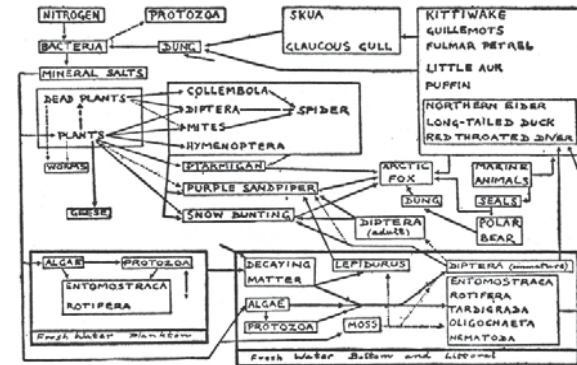 NITROGEN
PROTOZOA
BACTERIA
DUNG
MINERAL SALTS
SKUA
GLAUCOUS GULL
KITTIWAKE
GUILLEMOTS
FULMAR PETREL
LITTLE AUK
PUFFIN
NORTHERN EIDER
LONG-TAILED DUCK
RED THROATED DIVER
DEAD PLANTS
PLANTS
WORMS
GEESE
COLLEMBOLA
DIPTERA
MITES
HYMENOPTERA
SPIDER
PTARMIGAN
PURPLE SANDPIPER
SNOW BUNTING
ARCTIC
FOX
MARINE
ANIMALS
DUNG
SEALS
POLAR
BEAR
DIPTERA
(adult)
ALGAE
PROTOZOA
ENTOMOSTRACA
ROTIFERA
Fresh Water Plankton
DECAYING
MATTER
LEPIDURUS
DIPTERA (immature)
ALGAE
PROTOZOA
MOSS
ENTOMOSTRACA
ROTIFERA
TARDIGRADA
OLIGOCHAETA
NEMATODA
Fresh Water Bottom and Littoral